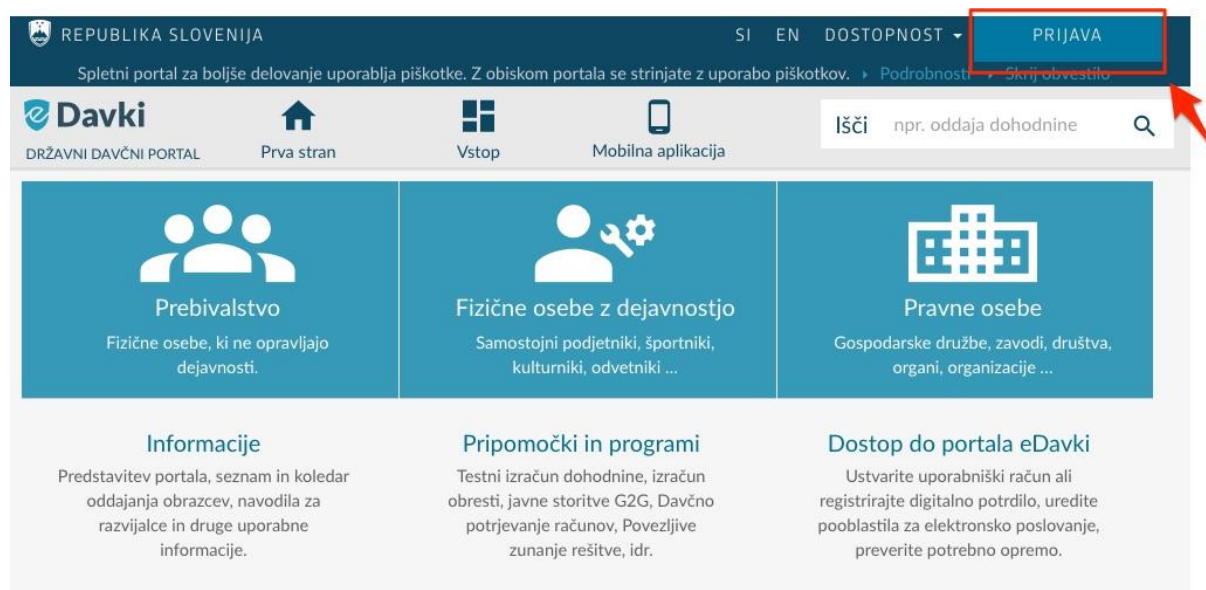 REPUBLIKA SLOVENIJA
SI EN DOSTOPNOST PRIJAVA
Spletni portal za boljše delovanje uporablja piškotke. Z obiskom portala se strinjate z uporabo piškotkov. Podrobnosti Skrij obvestilo
eDavki
DRŽAVNI DAVČNI PORTAL
Prva stran
Vstop
Mobilna aplikacija
Išči npr. oddaja dohodnine
Prebivalstvo
Fizične osebe, ki ne opravljajo
dejavnosti.
Fizične osebe z dejavnostjo
Samostojni podjetniki, športniki,
kulturniki, odvetniki ...
Pravne osebe
Gospodarske družbe, zavodi, društva,
organi, organizacije ...
Informacije
Predstavitev portala, seznam in koledar
oddajanja obrazcev, navodila za
razvijalce in druge uporabne
informacije.
Pripomočki in programi
Testni izračun dohodnine, izračun
obresti, javne storitve G2G, Davčno
potrjevanje računov, Povezljive
zunanje rešitve, idr.
Dostop do portala eDavki
Ustvarite uporabniški račun ali
registrirajte digitalno potrdilo, uredite
pooblastila za elektronsko poslovanje,
preverite potrebno opremo.